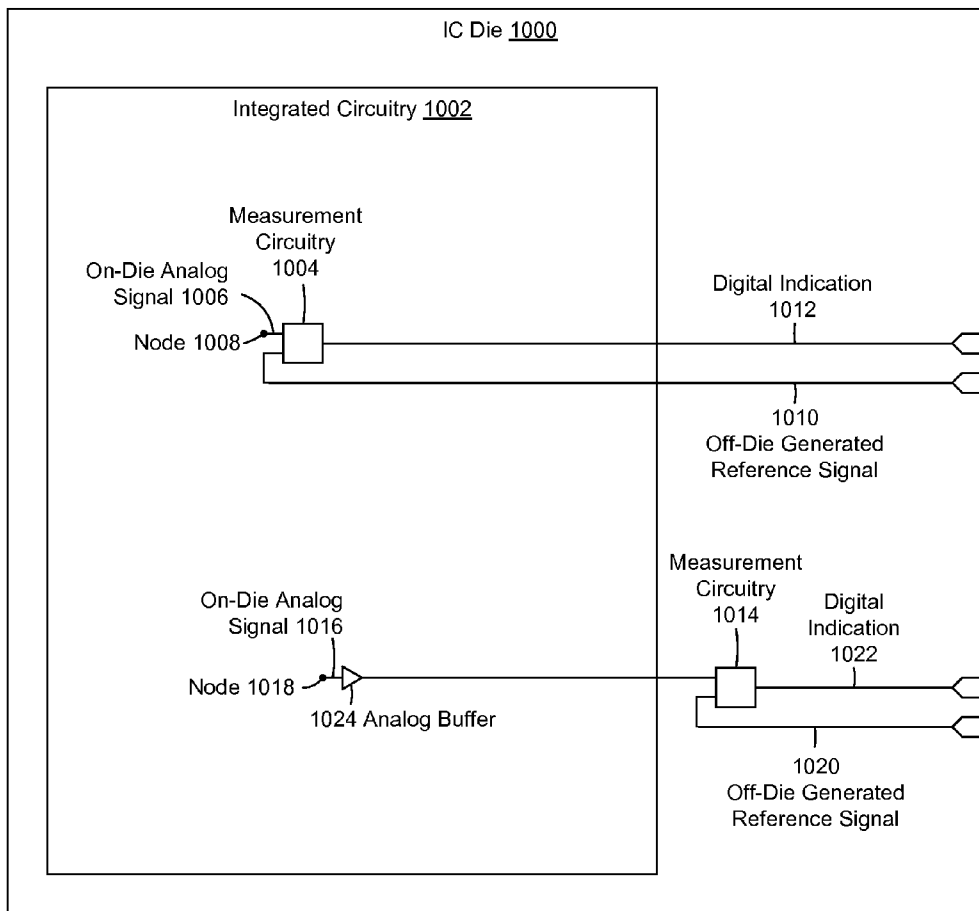 IC Die 1000
Integrated Circuitry 1002
Measurement
Circuitry
1004
On-Die Analog
Signal 1006
Node 1008
Digital Indication
1012
1010
Off-Die Generated
Reference Signal
On-Die Analog
Signal 1016
Node 1018
1024 Analog Buffer
Measurement
Circuitry
1014
Digital
Indication
1022
1020
Off-Die Generated
Reference Signal